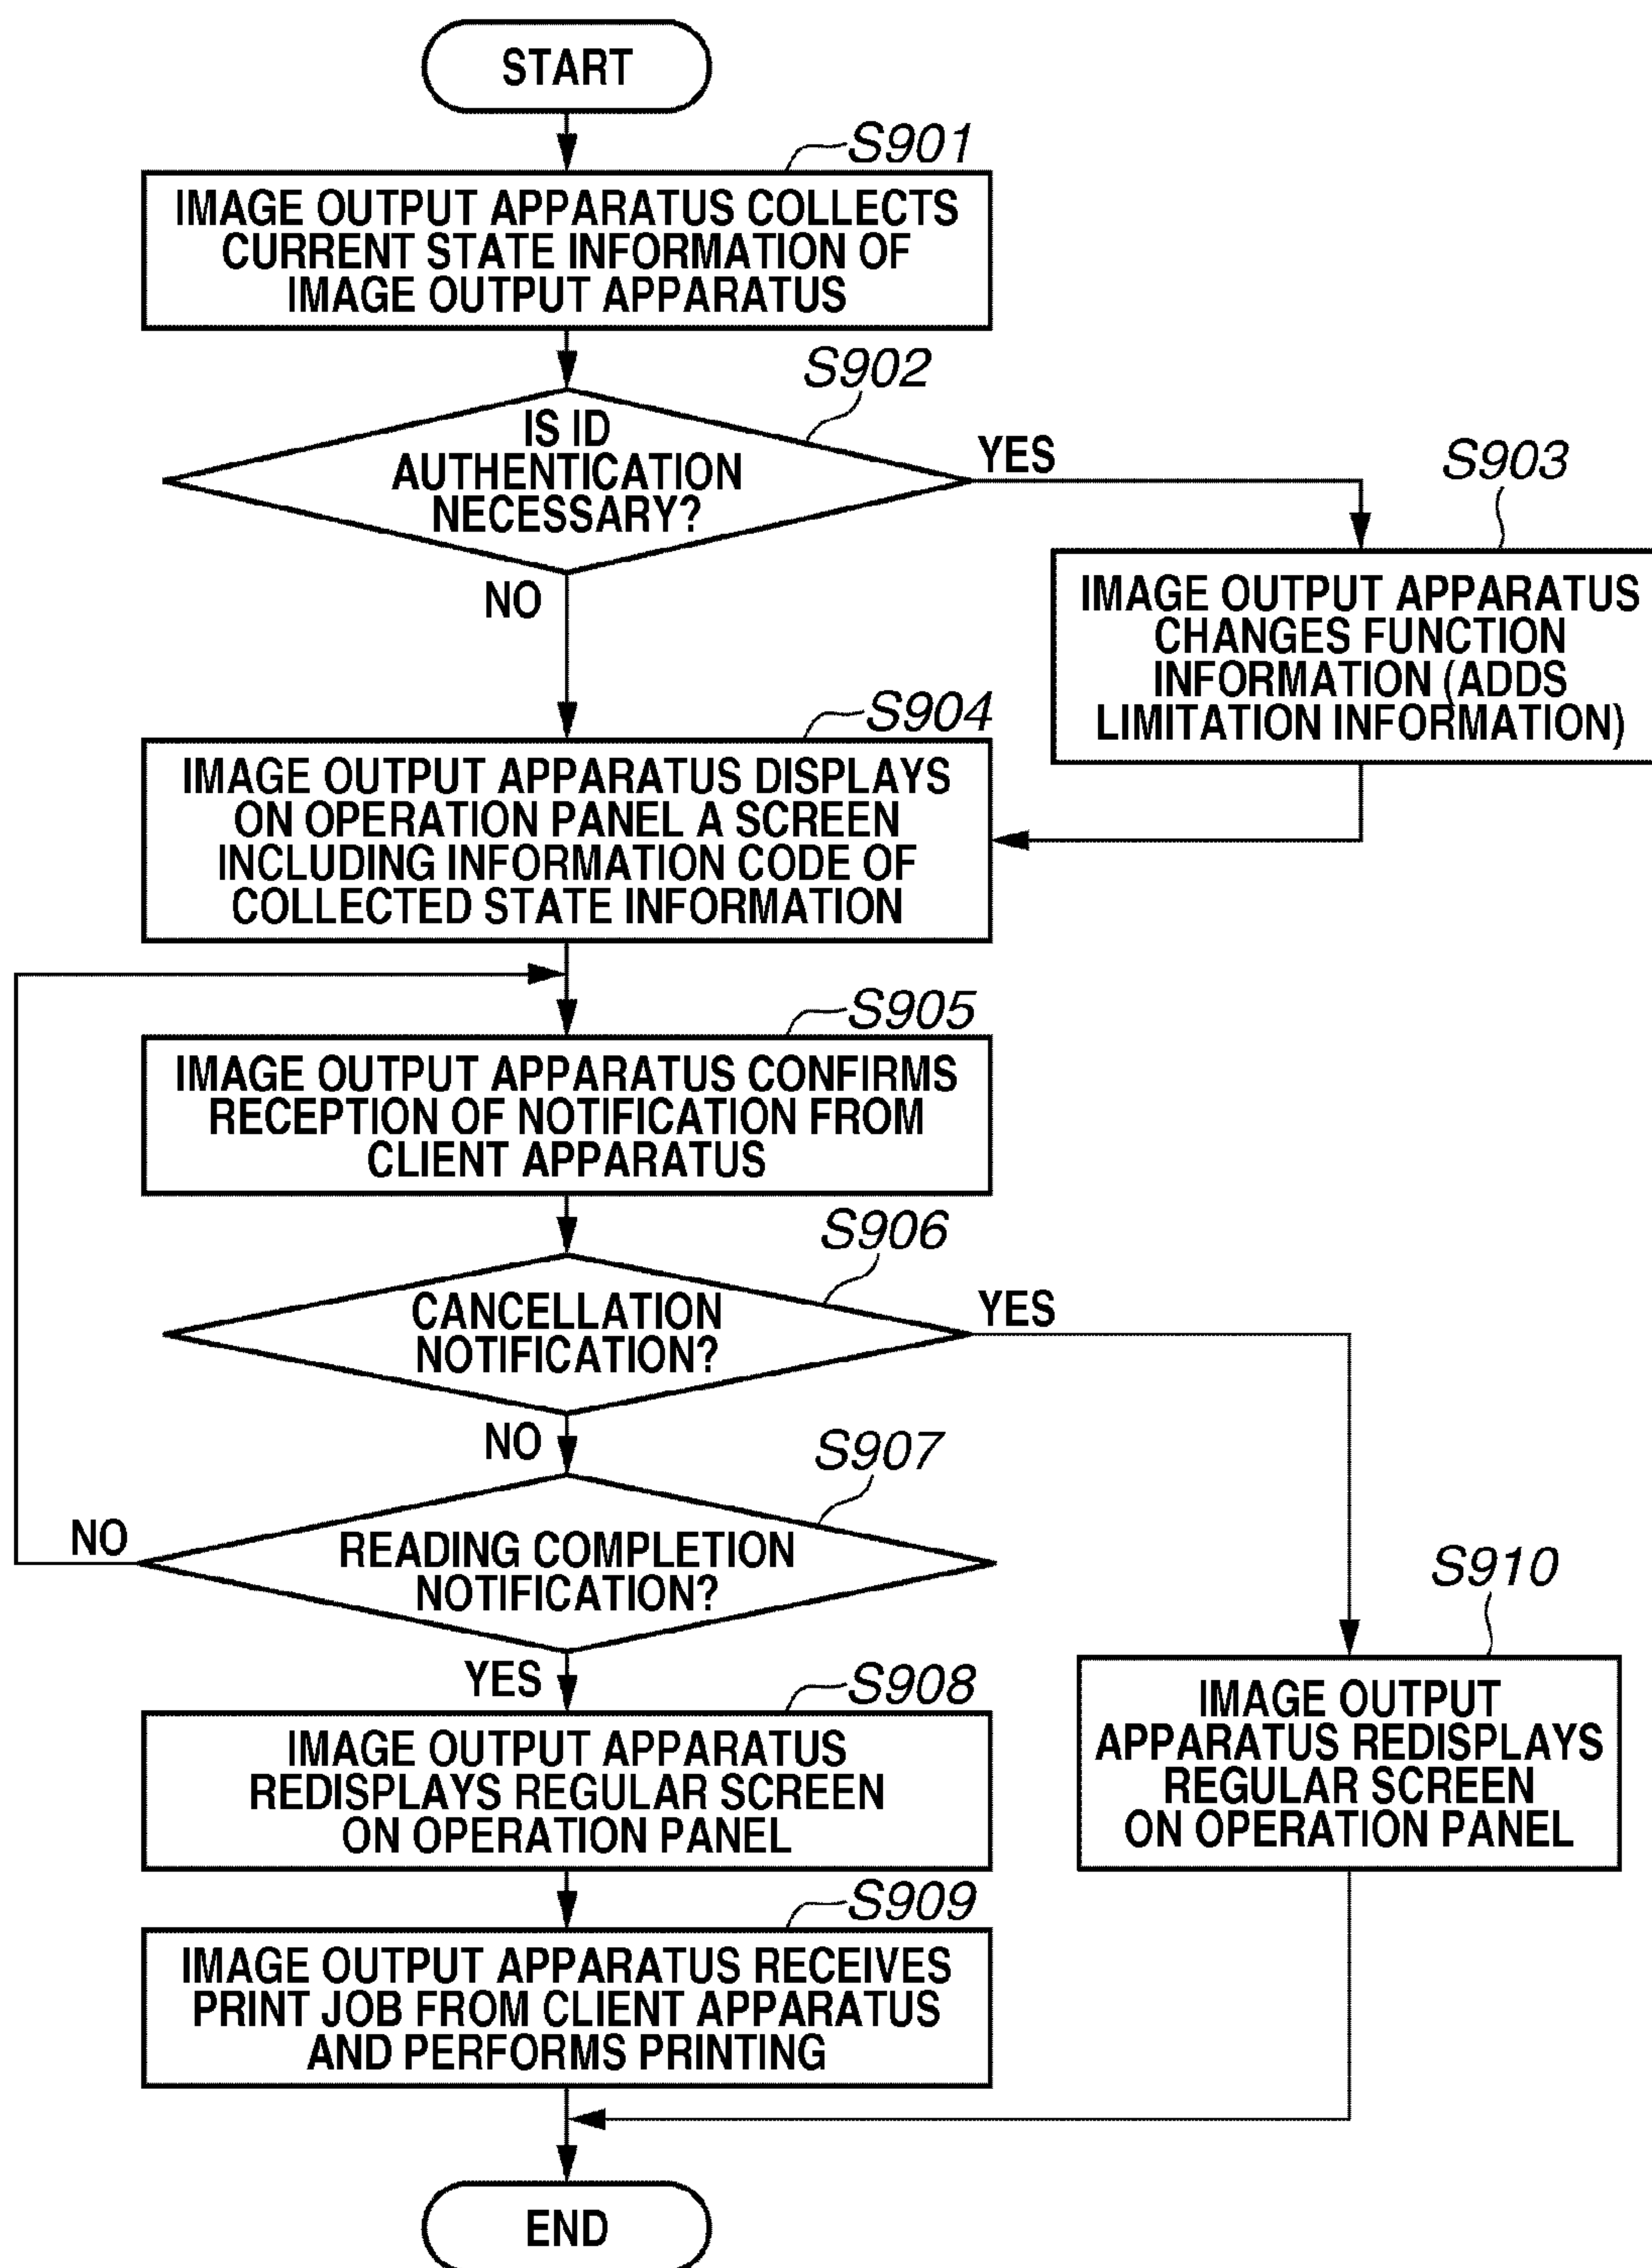 START
S901
IMAGE OUTPUT APPARATUS COLLECTS
CURRENT STATE INFORMATION OF
IMAGE OUTPUT APPARATUS
S902
IS ID
AUTHENTICATION
NECESSARY?
YES
NO
S903
IMAGE OUTPUT APPARATUS
CHANGES FUNCTION
INFORMATION (ADDS
LIMITATION INFORMATION)
S904
IMAGE OUTPUT APPARATUS DISPLAYS
ON OPERATION PANEL A SCREEN
INCLUDING INFORMATION CODE OF
COLLECTED STATE INFORMATION
S905
IMAGE OUTPUT APPARATUS CONFIRMS
RECEPTION OF NOTIFICATION FROM
CLIENT APPARATUS
S906
CANCELLATION
NOTIFICATION?
YES
NO
S907
READING COMPLETION
NOTIFICATION?
NO
YES
S908
IMAGE OUTPUT APPARATUS
REDISPLAYS REGULAR SCREEN
ON OPERATION PANEL
S910
IMAGE OUTPUT
APPARATUS REDISPLAYS
REGULAR SCREEN
ON OPERATION PANEL
S909
IMAGE OUTPUT APPARATUS RECEIVES
PRINT JOB FROM CLIENT APPARATUS
AND PERFORMS PRINTING
END